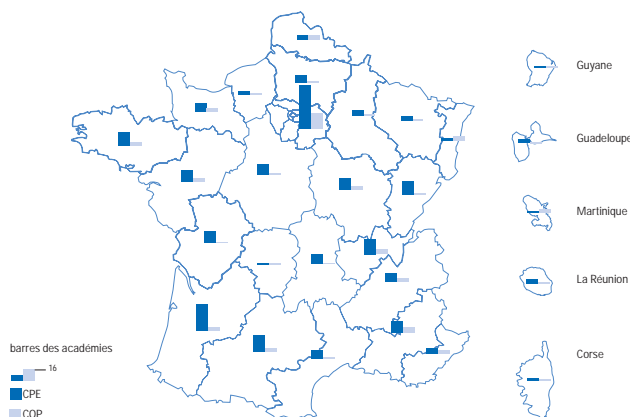 Guyane
Guadeloupe
Martinique
La Réunion
Corse
barres des académies
16
CPE
COP